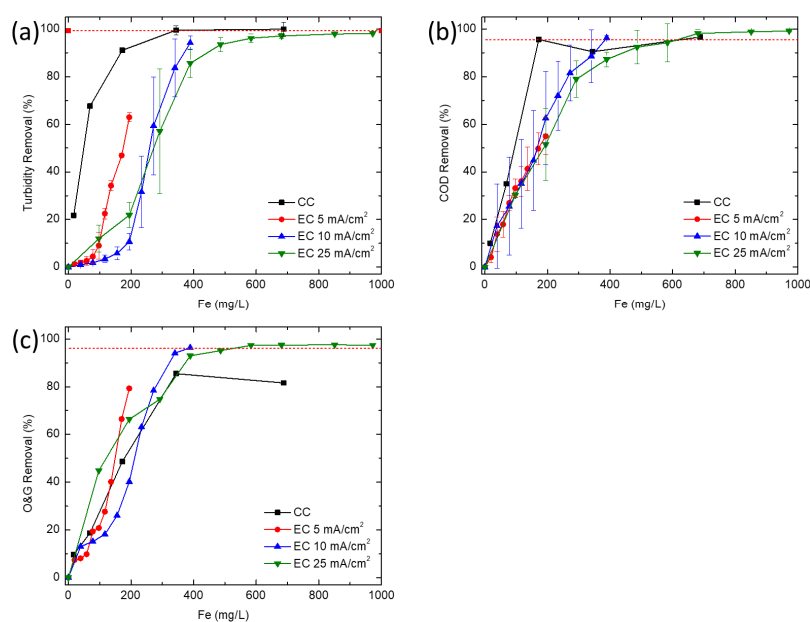 (a)
100
80
60
40
20
0
Turbidity Removal (%)
CC
EC 5 mA/cm²
EC 10 mA/cm²
EC 25 mA/cm²
0 200 400 600 800 1000
Fe (mg/L)
(b)
100
80
60
40
20
0
COD Removal (%)
CC
EC 5 mA/cm²
EC 10 mA/cm²
EC 25 mA/cm²
0 200 400 600 800 1000
Fe (mg/L)
(c)
100
80
60
40
20
0
O&G Removal (%)
CC
EC 5 mA/cm²
EC 10 mA/cm²
EC 25 mA/cm²
0 200 400 600 800 1000
Fe (mg/L)